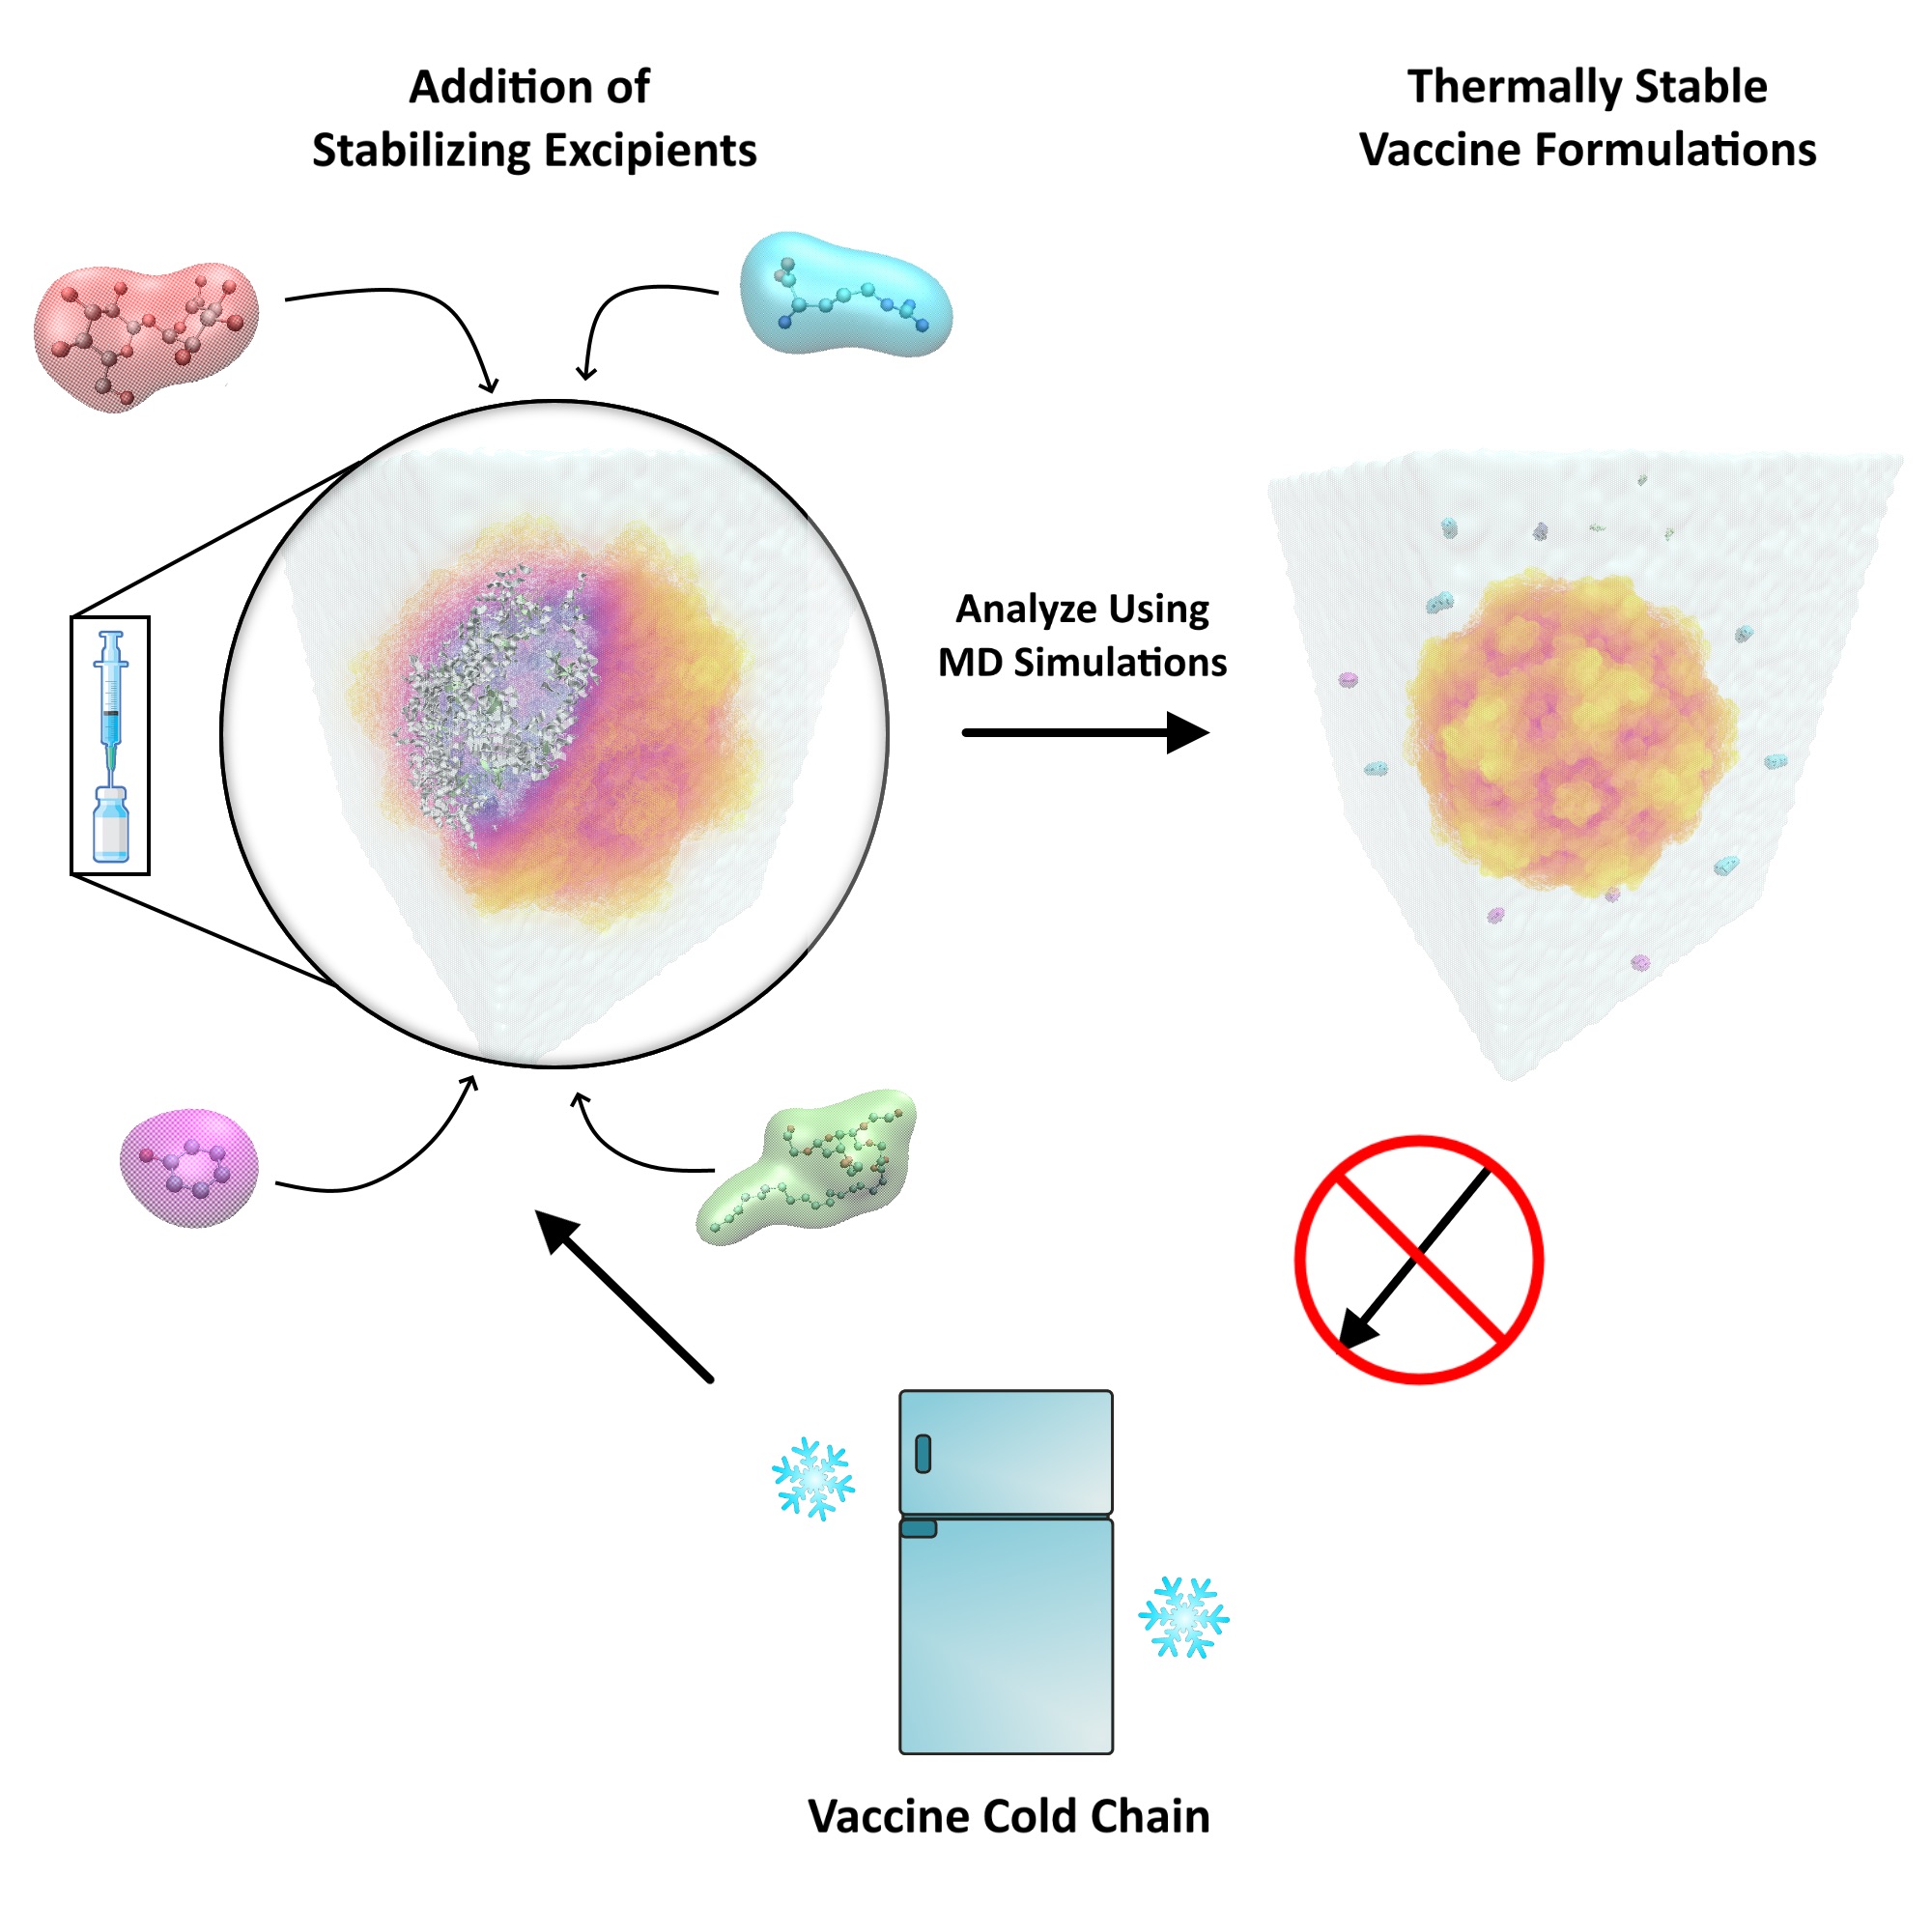 Addition of
Stabilizing Excipients
Thermally Stable
Vaccine Formulations
Analyze Using
MD Simulations
Vaccine Cold Chain